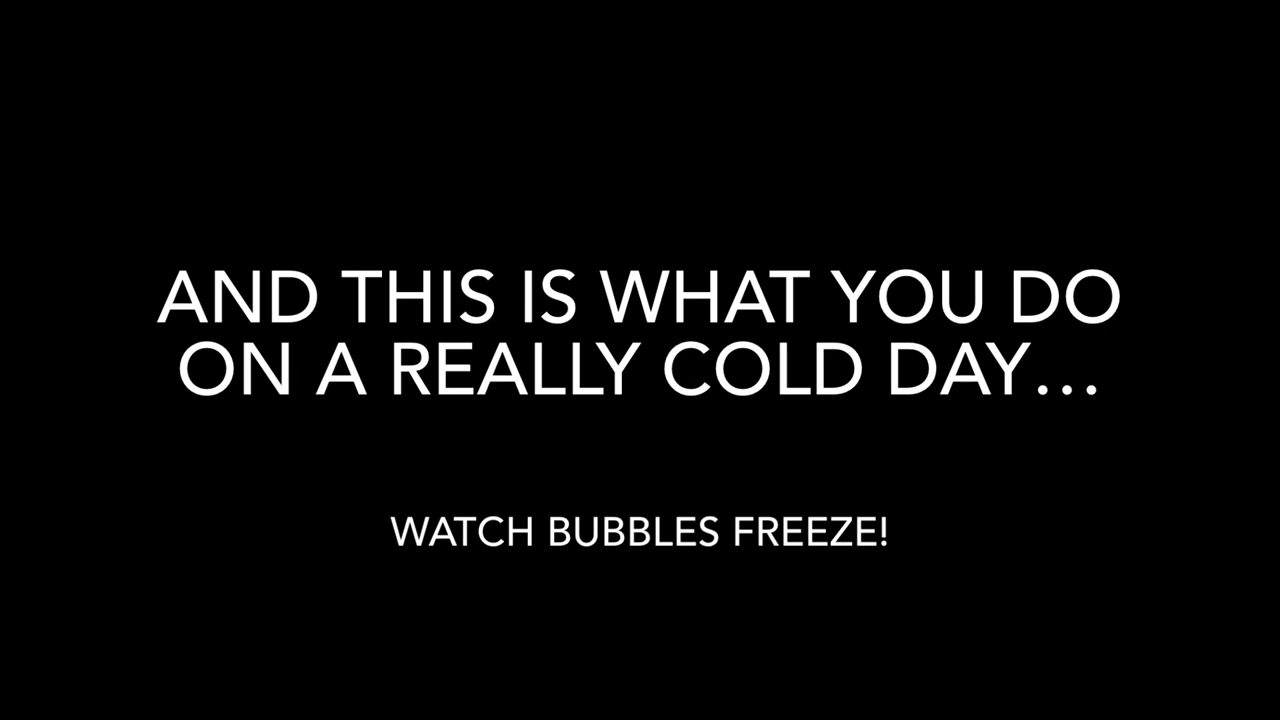 AND THIS IS WHAT YOU DO
ON A REALLY COLD DAY…
WATCH BUBBLES FREEZE!